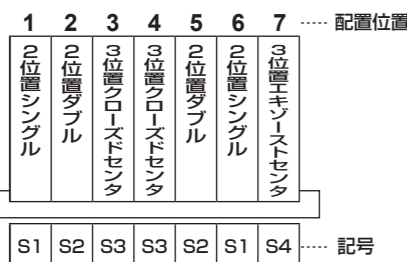 1 2 3 4 5 6 7 ····· 配置位置
2位置シングル
2位置ダブル
3位置クローズドセンタ
3位置クローズドセンタ
2位置ダブル
2位置シングル
3位置エキゾーストセンタ
S1 S2 S3 S3 S2 S1 S4 ····· 記号